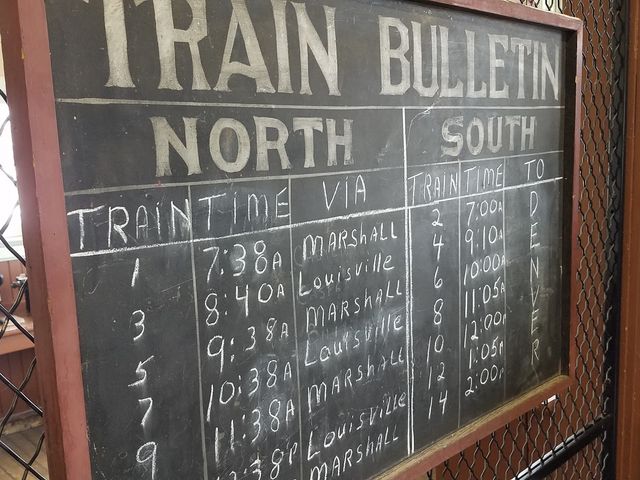 TRAIN BULLETIN
NORTH SOUTH
TRAIN TIME VIA TRAIN TIME TO
1 7:38A MARSHALL 2 7:00A D
3 8:40A Louisville 4 9:10A E
5 9:38A MARSHALL 6 10:00A N
7 10:38A Louisville 8 11:05A V
9 11:38A MARSHALL 10 12:00P E
12:38P Louisville 12 1:05P R
MARSHALL 14 2:00P